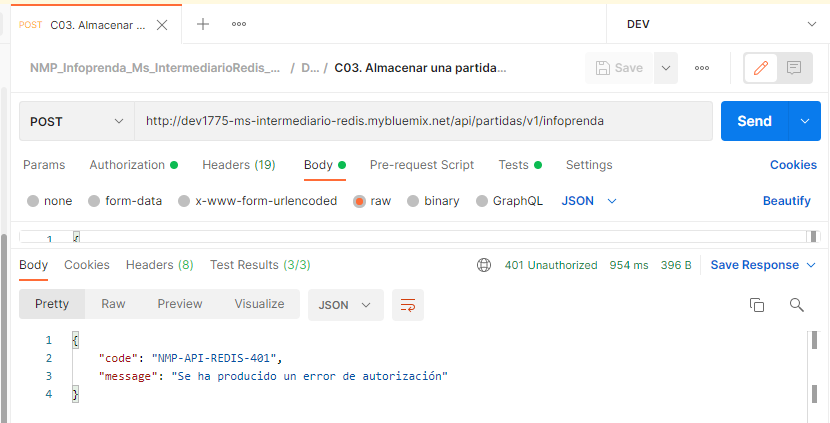 POST C03. Almacenar ...
DEV
NMP_Infoprenda_Ms_IntermediarioRedis_... / D... / C03. Almacenar una partida...
Save
POST
http://dev1775-ms-intermediario-redis.mybluemix.net/api/partidas/v1/infoprenda
Send
Params Authorization Headers (19) Body Pre-request Script Tests Settings Cookies
none form-data x-www-form-urlencoded raw binary GraphQL JSON Beautify
1 {
Body Cookies Headers (8) Test Results (3/3) 401 Unauthorized 954 ms 396 B Save Response
Pretty Raw Preview Visualize JSON
1 {
2 "code": "NMP-API-REDIS-401",
3 "message": "Se ha producido un error de autorización"
4 }